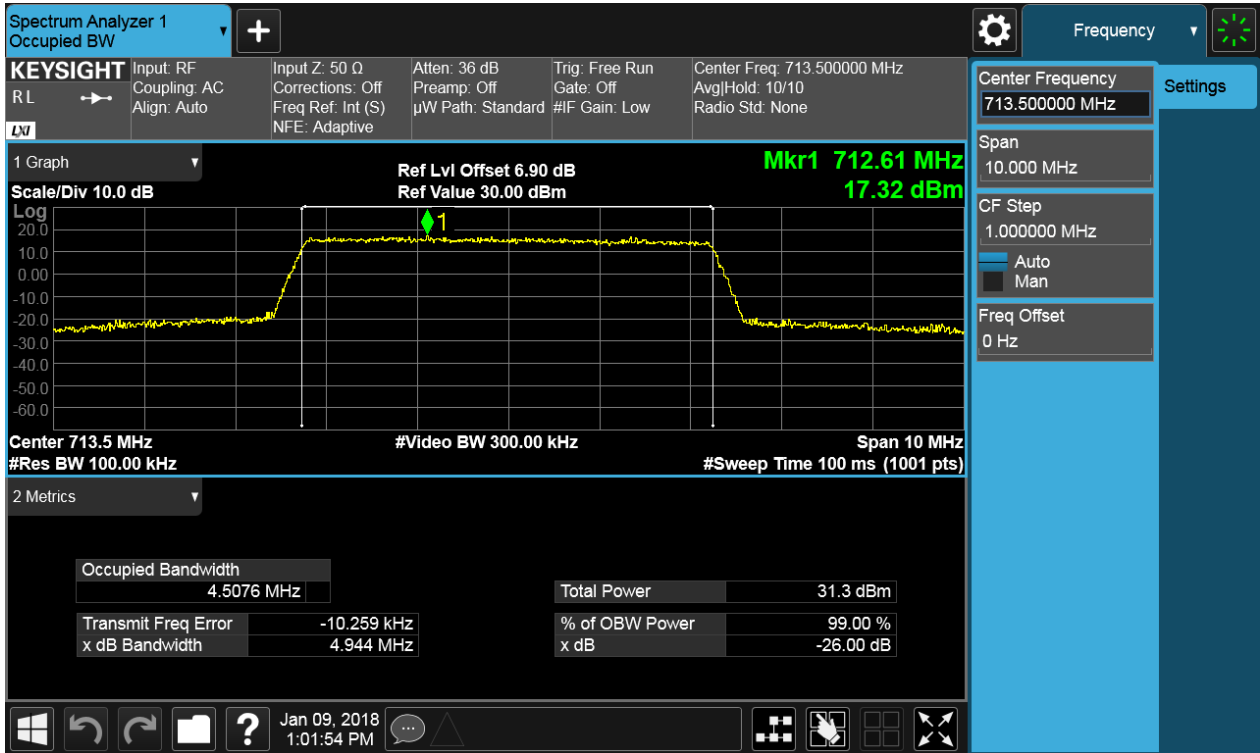 Spectrum Analyzer 1
Occupied BW
+
Frequency
KEYSIGHT
RL
LXI
Input: RF
Coupling: AC
Align: Auto
Input Z: 50 Ω
Corrections: Off
Freq Ref: Int (S)
NFE: Adaptive
Atten: 36 dB
Preamp: Off
µW Path: Standard
Trig: Free Run
Gate: Off
#IF Gain: Low
Center Freq: 713.500000 MHz
Avg|Hold: 10/10
Radio Std: None
Center Frequency
713.500000 MHz
Settings
Span
10.000 MHz
CF Step
1.000000 MHz
Auto
Man
Freq Offset
0 Hz
1 Graph
Scale/Div 10.0 dB
Ref Lvl Offset 6.90 dB
Ref Value 30.00 dBm
Mkr1 712.61 MHz
17.32 dBm
Log
1
20.0
10.0
0.00
-10.0
-20.0
-30.0
-40.0
-50.0
-60.0
Center 713.5 MHz
#Video BW 300.00 kHz
Span 10 MHz
#Res BW 100.00 kHz
#Sweep Time 100 ms (1001 pts)
2 Metrics
Occupied Bandwidth
4.5076 MHz
Total Power 31.3 dBm
Transmit Freq Error -10.259 kHz
% of OBW Power 99.00 %
x dB Bandwidth 4.944 MHz
x dB -26.00 dB
?
Jan 09, 2018
1:01:54 PM